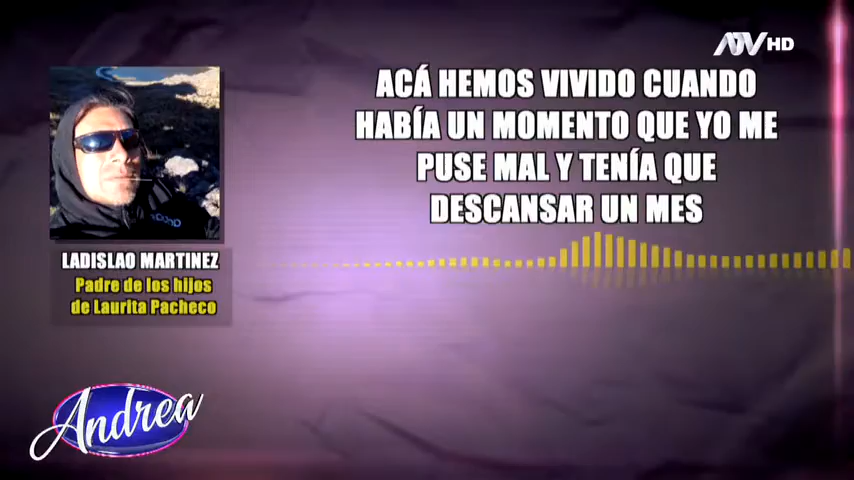 ATV HD
ACÁ HEMOS VIVIDO CUANDO
HABÍA UN MOMENTO QUE YO ME
PUSE MAL Y TENÍA QUE
DESCANSAR UN MES
LADISLAO MARTINEZ
Padre de los hijos
de Laurita Pacheco
Andrea